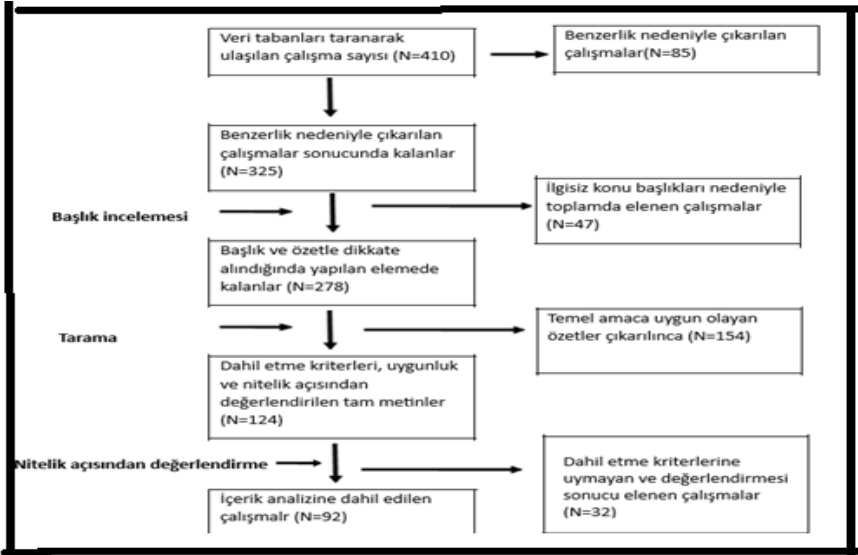 Veri tabanları taranarak
ulaşılan çalışma sayısı (N=410)
Benzerlik nedeniyle çıkarılan
çalışmalar(N=85)
Benzerlik nedeniyle çıkarılan
çalışmalar sonucunda kalanlar
(N=325)
Başlık incelemesi
İlgisiz konu başlıkları nedeniyle
toplamda elenen çalışmalar
(N=47)
Başlık ve özetle dikkate
alındığında yapılan elemede
kalanlar (N=278)
Tarama
Temel amaca uygun olayan
özetler çıkarılınca (N=154)
Dahil etme kriterleri, uygunluk
ve nitelik açısından
değerlendirilen tam metinler
(N=124)
Nitelik açısından değerlendirme
Dahil etme kriterlerine
uymayan ve değerlendirmesi
sonucu elenen çalışmalar
(N=32)
İçerik analizine dahil edilen
çalışmalr (N=92)